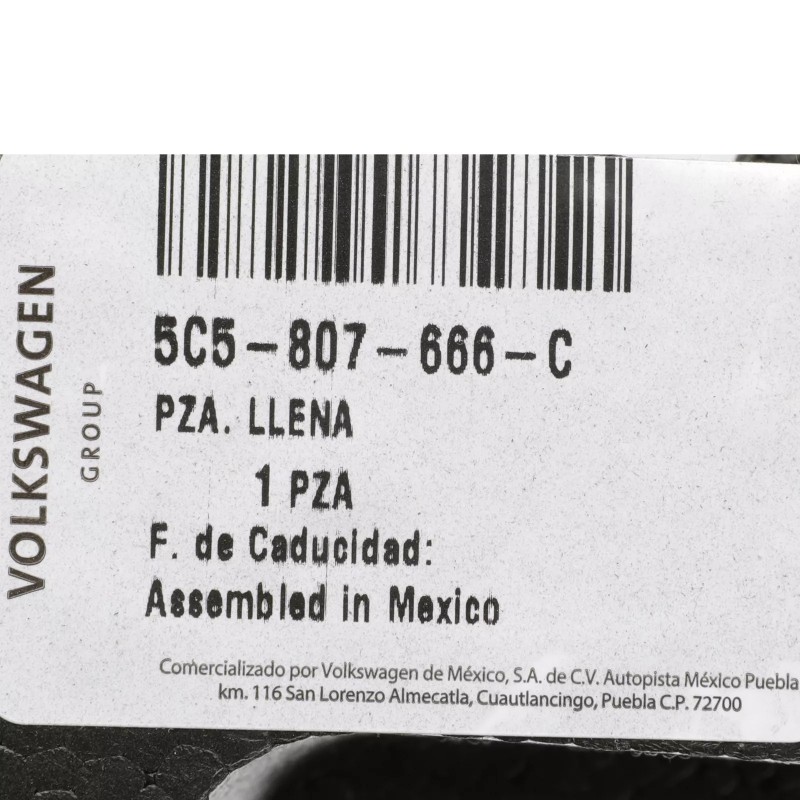 VOLKSWAGEN
GROUP
5C5-807-666-C
PZA. LLENA
1 PZA
F. de Caducidad:
Assembled in Mexico
Comercializado por Volkswagen de México, S.A. de C.V. Autopista México Puebla
km. 116 San Lorenzo Almecatla, Cuautlancingo, Puebla C.P. 72700